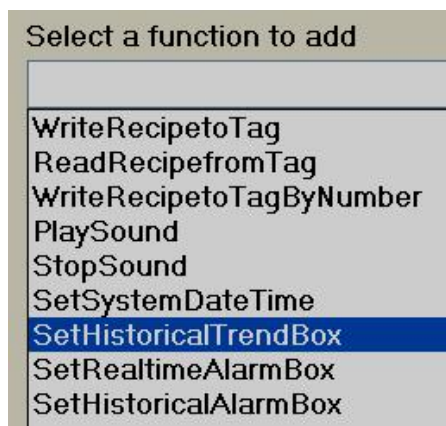 Select a function to add
WriteRecipetoTag
ReadRecipefromTag
WriteRecipetoTagByNumber
PlaySound
StopSound
SetSystemDateTime
SetHistoricalTrendBox
SetRealtimeAlarmBox
SetHistoricalAlarmBox